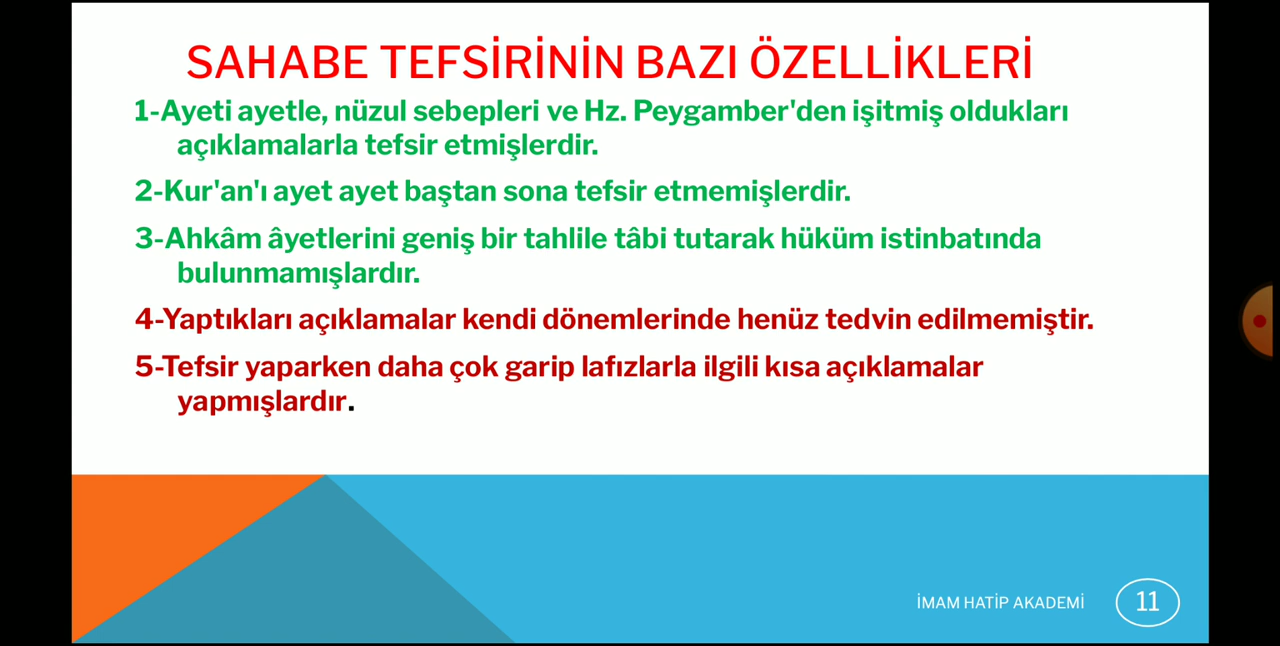 SAHABE TEFSİRİNİN BAZI ÖZELLİKLERİ
1-Ayeti ayetle, nüzul sebepleri ve Hz. Peygamber'den işitmiş oldukları
açıklamalarla tefsir etmişlerdir.
2-Kur'an'ı ayet ayet baştan sona tefsir etmemişlerdir.
3-Ahkâm âyetlerini geniş bir tahlile tâbi tutarak hüküm istinbatında
bulunmamışlardır.
4-Yaptıkları açıklamalar kendi dönemlerinde henüz tedvin edilmemiştir.
5-Tefsir yaparken daha çok garip lafızlarla ilgili kısa açıklamalar
yapmışlardır.
İMAM HATİP AKADEMİ
11